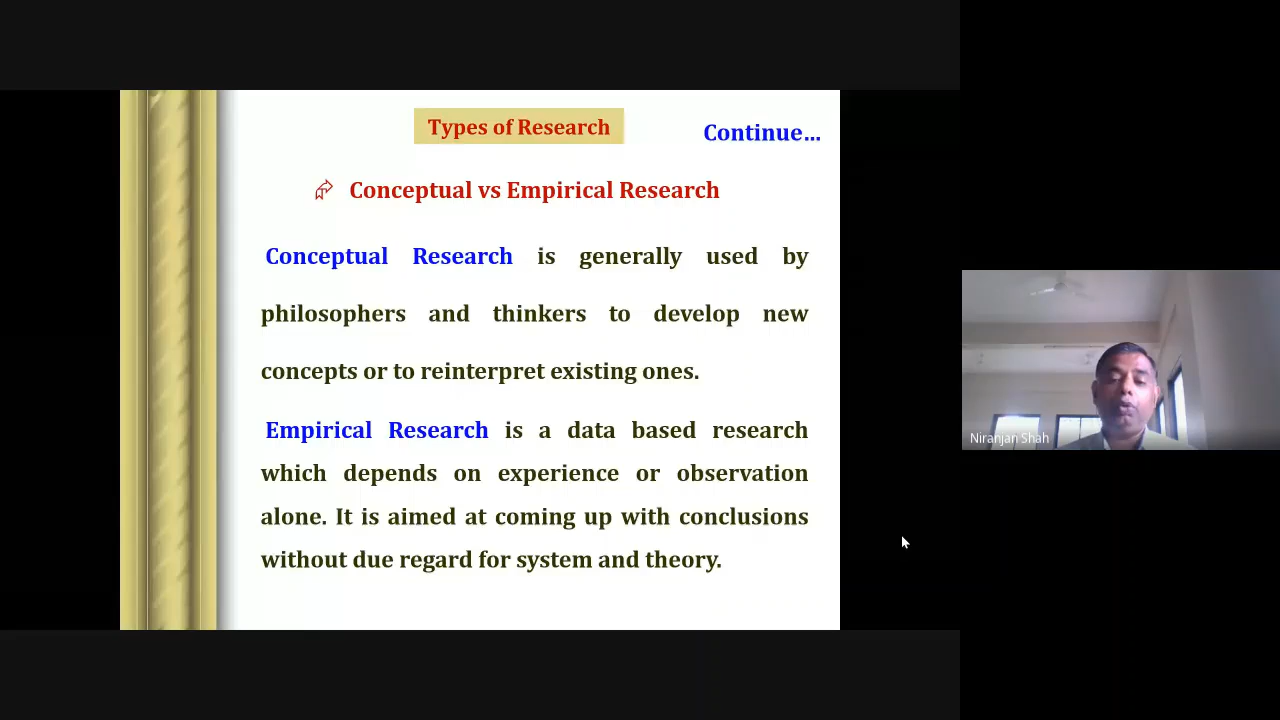 Types of Research
Continue...
Conceptual vs Empirical Research
Conceptual Research is generally used by
philosophers and thinkers to develop new
concepts or to reinterpret existing ones.
Empirical Research is a data based research
which depends on experience or observation
alone. It is aimed at coming up with conclusions
without due regard for system and theory.
Niranjan Shah